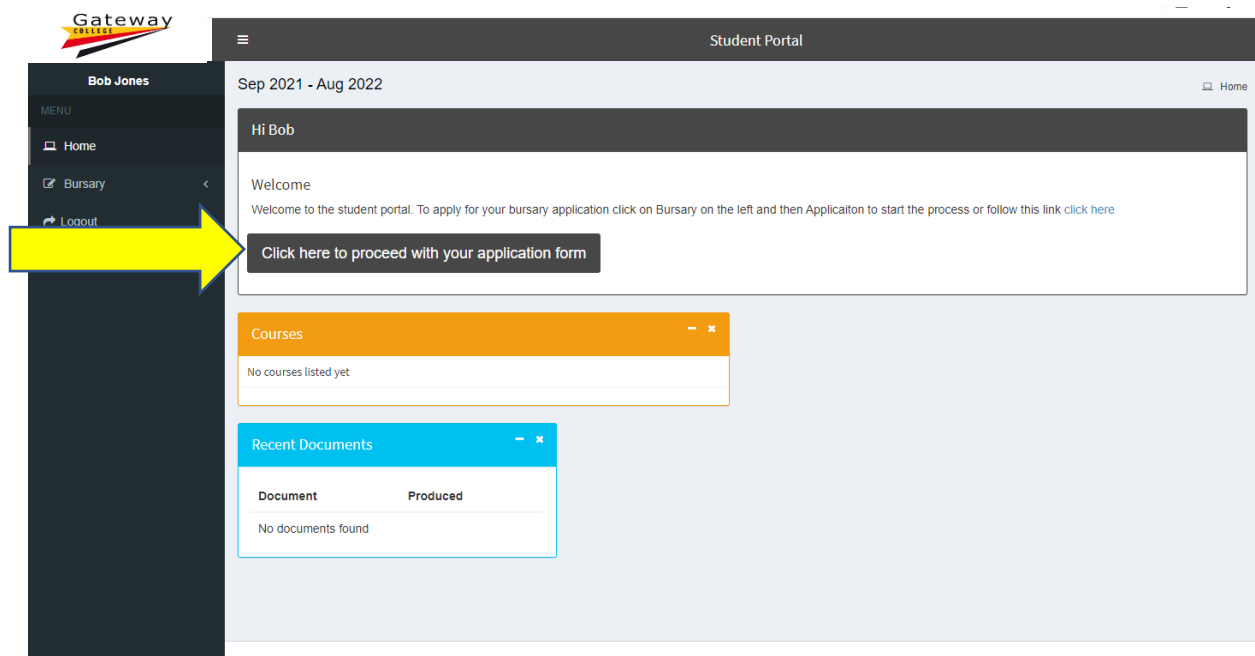 Gateway
COLLEGE
Student Portal
Bob Jones
MENU
Home
Bursary
Logout
Sep 2021 - Aug 2022
Home
Hi Bob
Welcome
Welcome to the student portal. To apply for your bursary application click on Bursary on the left and then Applicaiton to start the process or follow this link click here
Click here to proceed with your application form
Courses
No courses listed yet
Recent Documents
Document Produced
No documents found